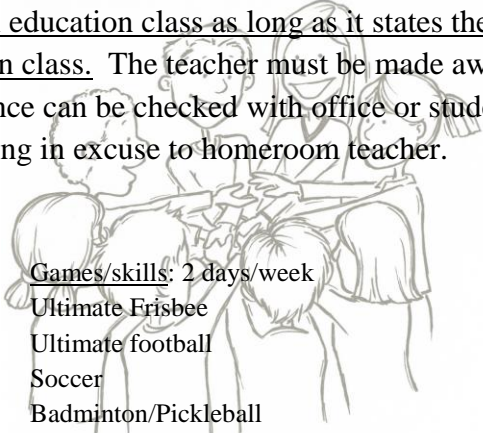 education class as long as it states the
class. The teacher must be made
can be checked with office or
in excuse to homeroom teacher.
Games/skills: 2 days/week
Ultimate Frisbee
Ultimate football
Soccer
Badminton/Pickleball